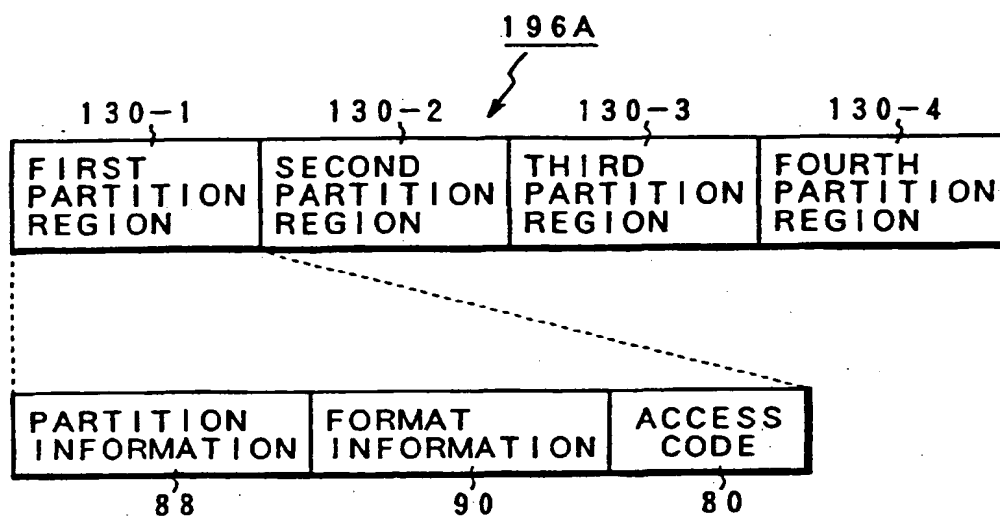 196A
130-1 130-2 130-3 130-4
FIRST PARTITION REGION
SECOND PARTITION REGION
THIRD PARTITION REGION
FOURTH PARTITION REGION
PARTITION INFORMATION
FORMAT INFORMATION
ACCESS CODE
88 90 80